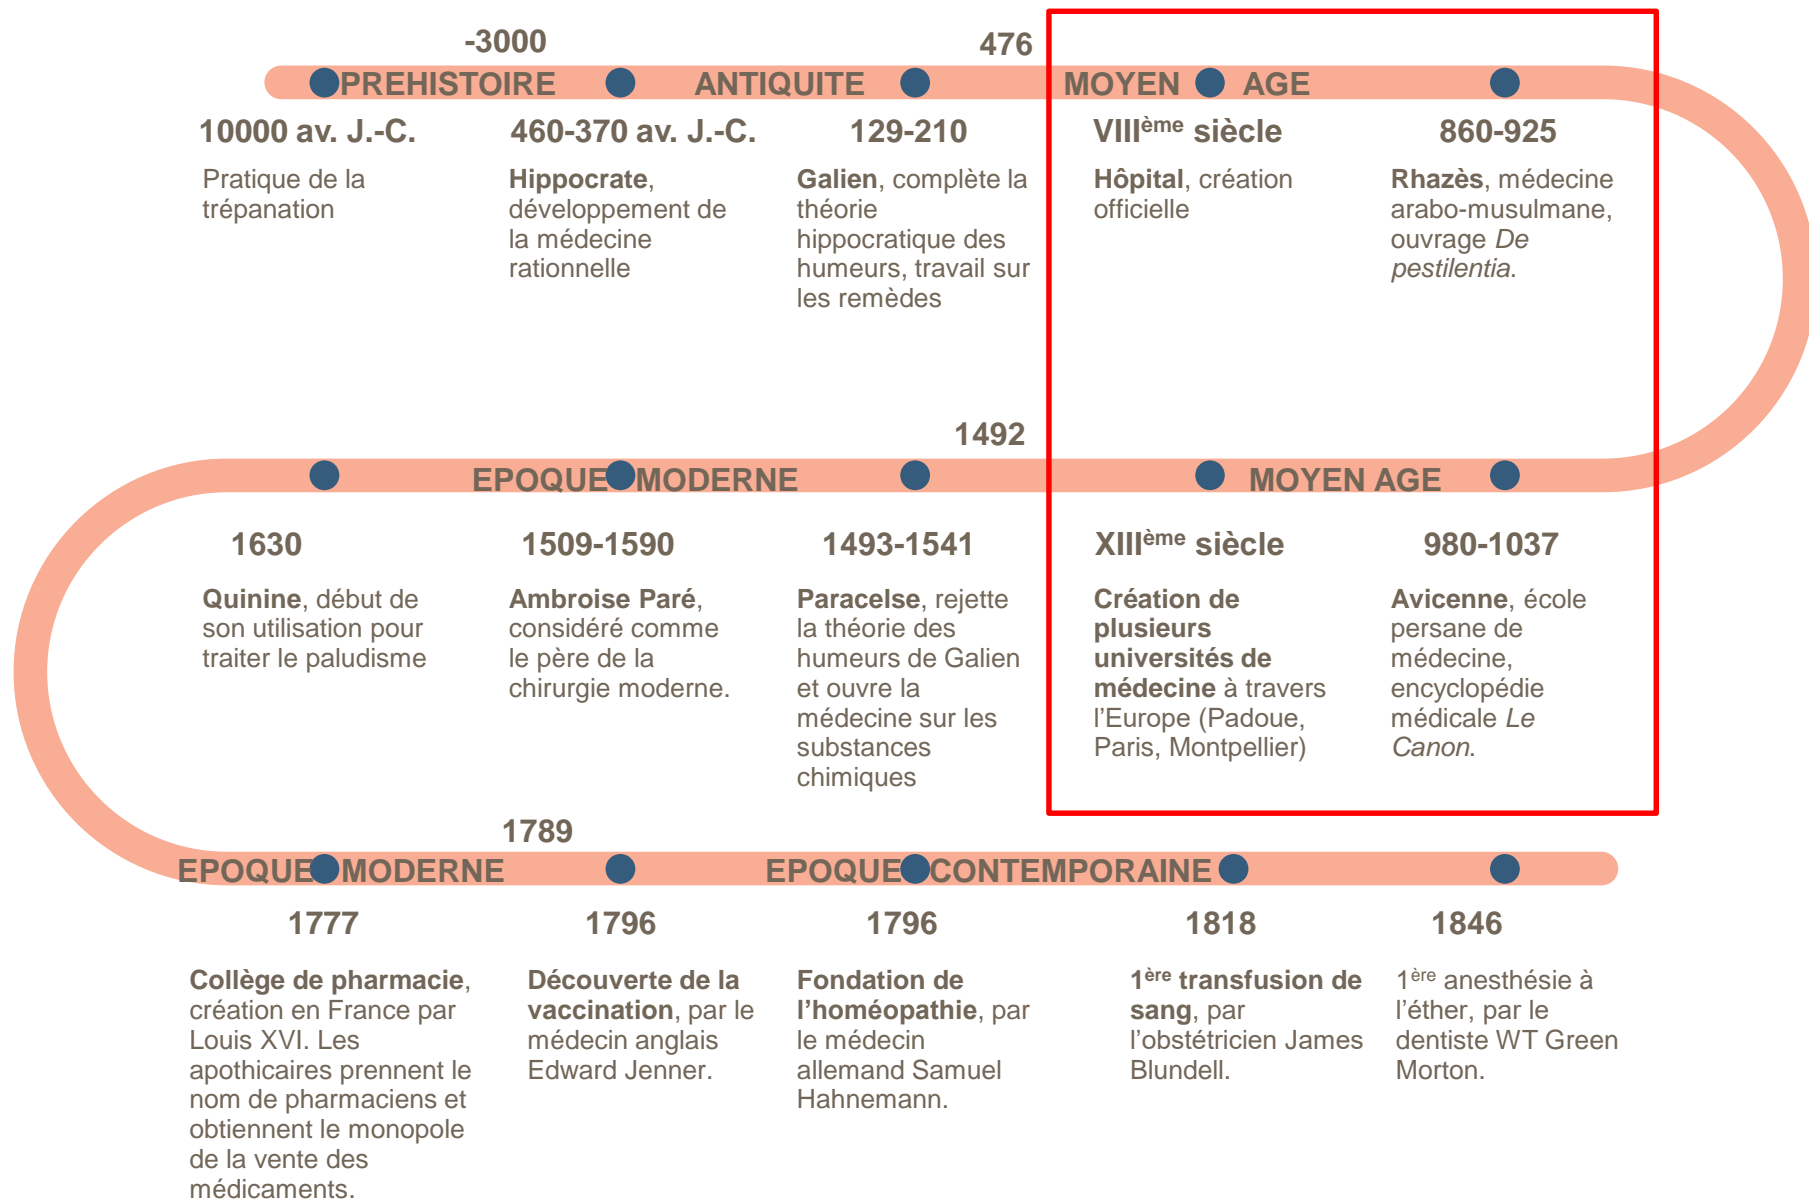 -3000
476
PREHISTOIRE
ANTIQUITE
MOYEN AGE
10000 av. J.-C.
Pratique de la
trépanation
460-370 av. J.-C.
Hippocrate,
développement de
la médecine
rationnelle
129-210
Galien, complète la
théorie
hippocratique des
humeurs, travail sur
les remèdes
VIIIème siècle
Hôpital, création
officielle
860-925
Rhazès, médecine
arabo-musulmane,
ouvrage De
pestilentia.
1492
EPOQUE MODERNE
MOYEN AGE
1630
Quinine, début de
son utilisation pour
traiter le paludisme
1509-1590
Ambroise Paré,
considéré comme
le père de la
chirurgie moderne.
1493-1541
Paracelse, rejette
la théorie des
humeurs de Galien
et ouvre la
médecine sur les
substances
chimiques
XIIIème siècle
Création de
plusieurs
universités de
médecine à travers
l'Europe (Padoue,
Paris, Montpellier)
980-1037
Avicenne, école
persane de
médecine,
encyclopédie
médicale Le
Canon.
1789
EPOQUE MODERNE
EPOQUE CONTEMPORAINE
1777
Collège de pharmacie,
création en France par
Louis XVI. Les
apothicaires prennent le
nom de pharmaciens et
obtiennent le monopole
de la vente des
médicaments.
1796
Découverte de la
vaccination, par le
médecin anglais
Edward Jenner.
1796
Fondation de
l'homéopathie, par
le médecin
allemand Samuel
Hahnemann.
1818
1ère transfusion de
sang, par
l'obstétricien James
Blundell.
1846
1ère anesthésie à
l'éther, par le
dentiste WT Green
Morton.